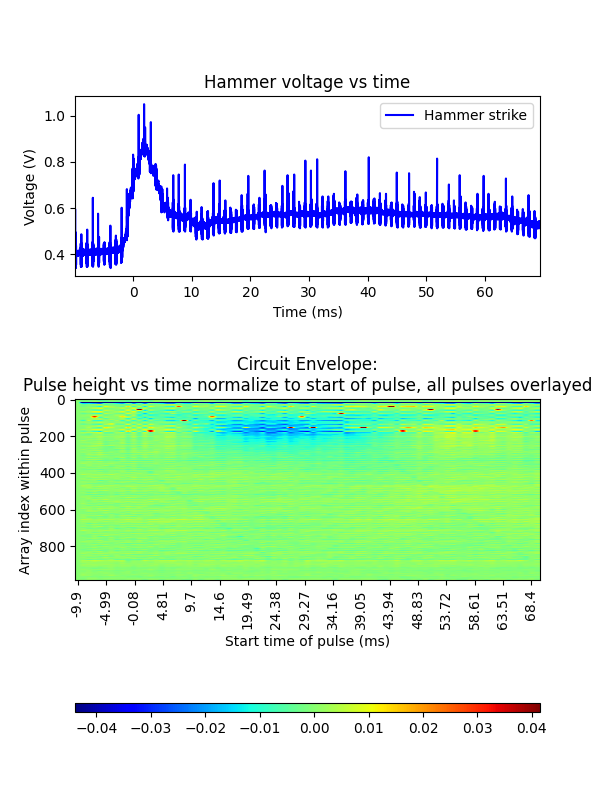 Hammer voltage vs time
Hammer strike
Voltage (V)
1.0
0.8
0.6
0.4
0 10 20 30 40 50 60
Time (ms)
Circuit Envelope:
Pulse height vs time normalize to start of pulse, all pulses overlayed
Array index within pulse
0
200
400
600
800
-9.9 -4.99 -0.08 4.81 9.7 14.6 19.49 24.38 29.27 34.16 39.05 43.94 48.83 53.72 58.61 63.51 68.4
Start time of pulse (ms)
−0.04 −0.03 −0.02 −0.01 0.00 0.01 0.02 0.03 0.04